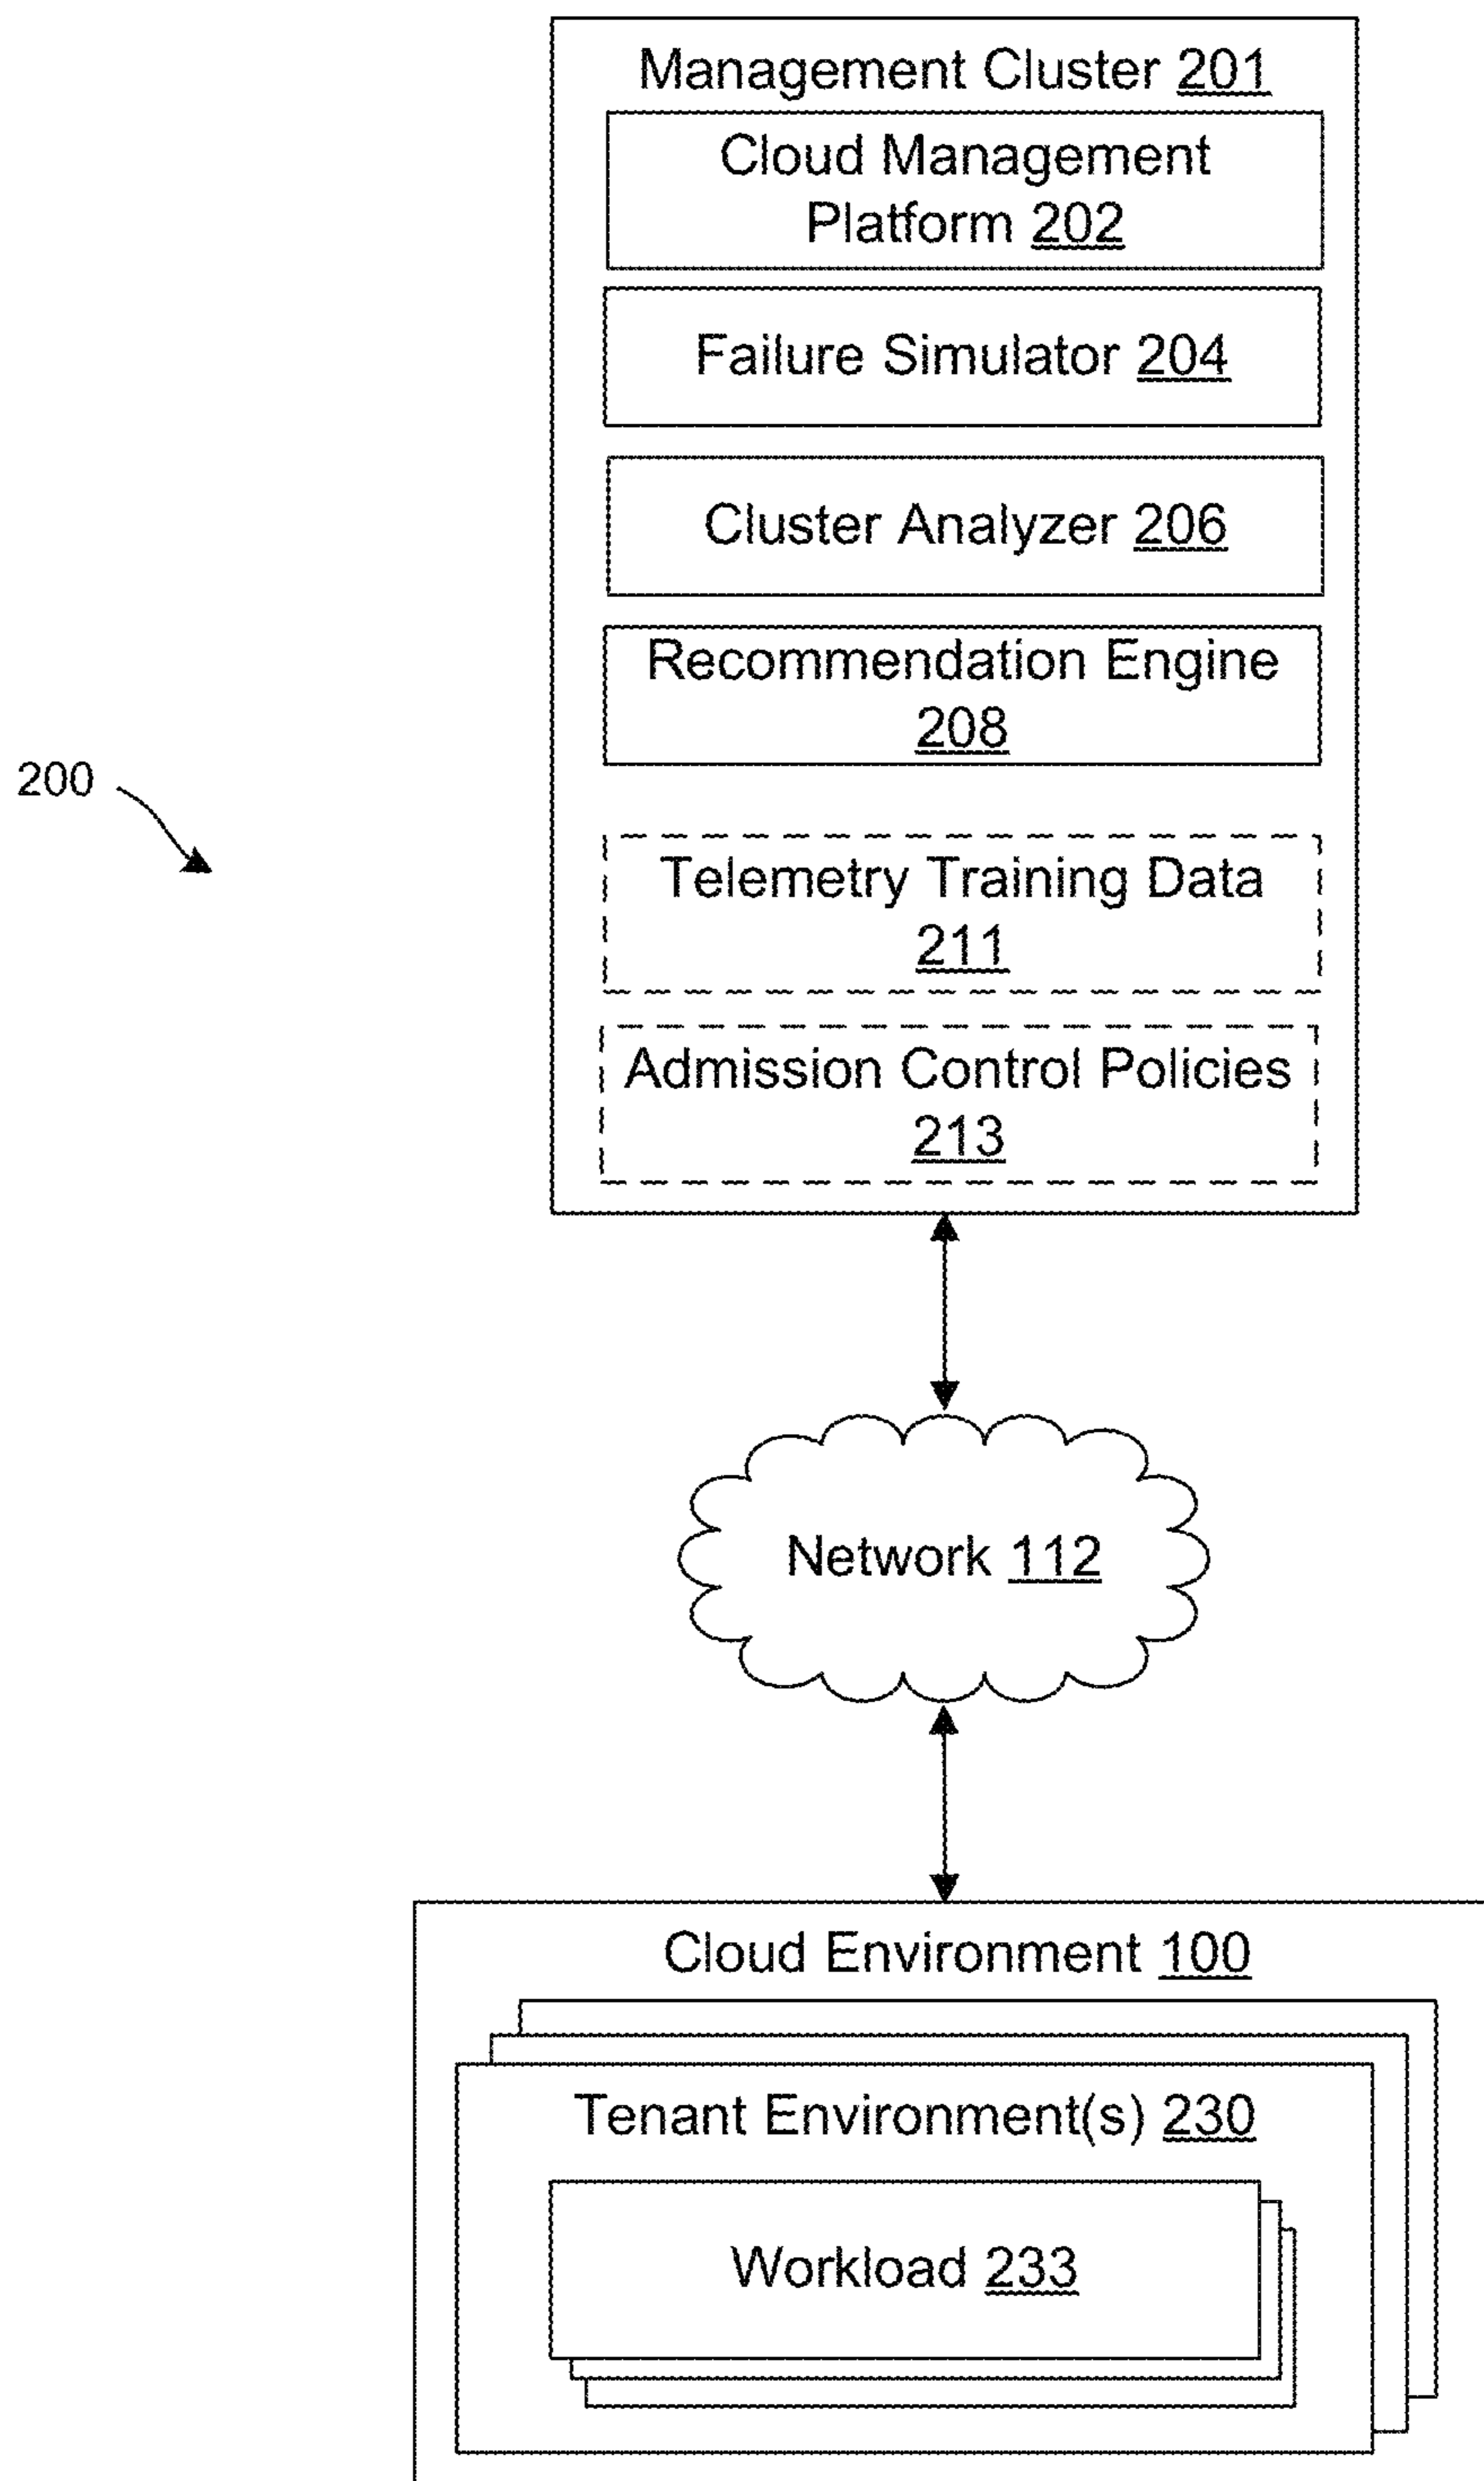 Management Cluster 201
Cloud Management
Platform 202
Failure Simulator 204
Cluster Analyzer 206
Recommendation Engine
208
200
Telemetry Training Data
211
Admission Control Policies
213
Network 112
Cloud Environment 100
Tenant Environment(s) 230
Workload 233